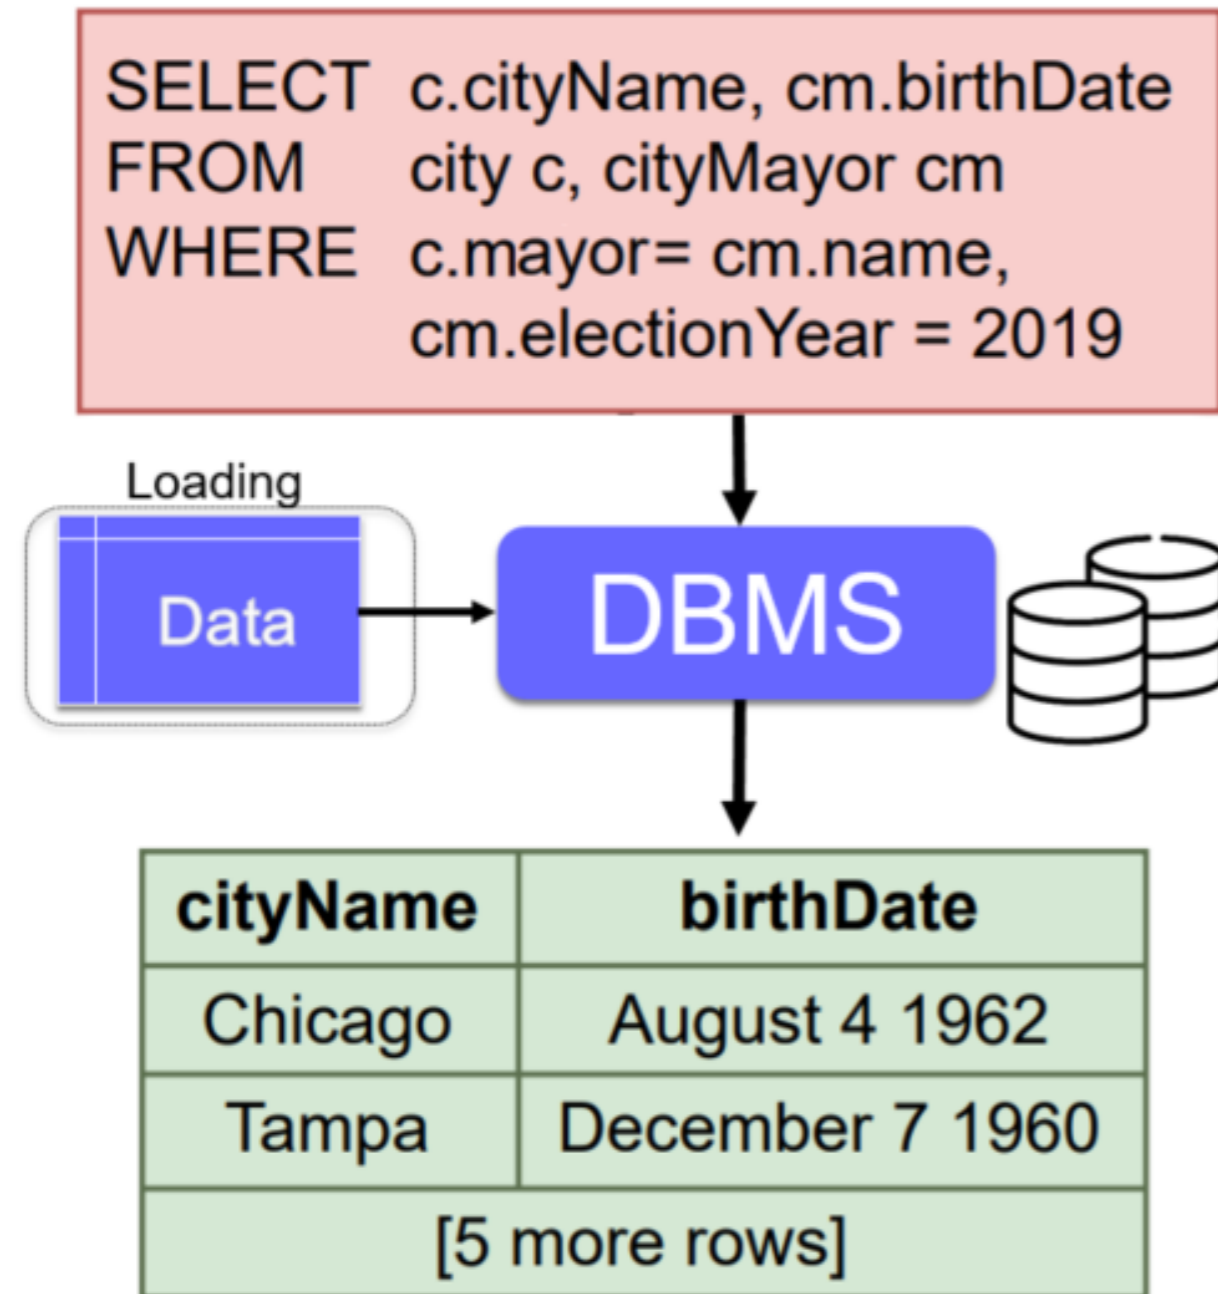 SELECT c.cityName, cm.birthDate
FROM city c, cityMayor cm
WHERE c.mayor= cm.name,
cm.electionYear = 2019
Loading
Data
DBMS
cityName birthDate
Chicago August 4 1962
Tampa December 7 1960
[5 more rows]